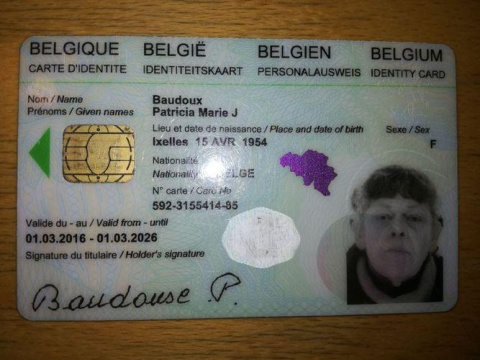 BELGIQUE BELGIË BELGIEN BELGIUM
CARTE D'IDENTITE IDENTITEITSKAART PERSONALAUSWEIS IDENTITY CARD
Nom / Name
Baudoux
Prénoms / Given names
Patricia Marie J
Lieu et date de naissance / Place and date of birth
Sexe / Sex
Ixelles 15 AVR 1954
F
Nationalité
Nationality
N° carte / Card No
592-3155414-85
Valide du - au / Valid from - until
01.03.2016 - 01.03.2026
Signature du titulaire / Holder's signature
P.